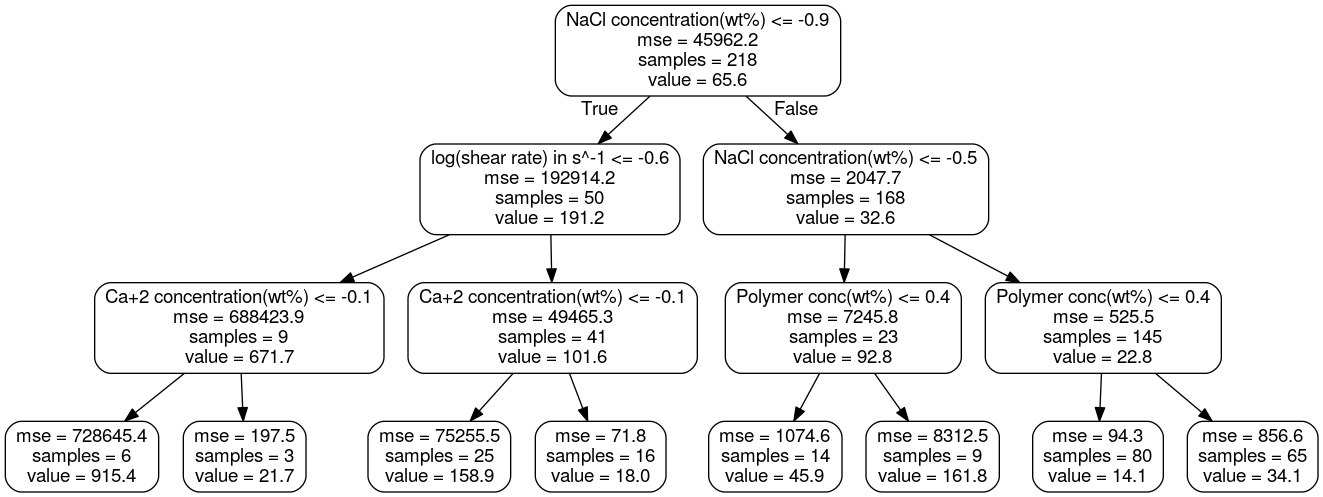 NaCl concentration(wt%) <= -0.9
mse = 45962.2
samples = 218
value = 65.6
True
False
log(shear rate) in s^-1 <= -0.6
mse = 192914.2
samples = 50
value = 191.2
NaCl concentration(wt%) <= -0.5
mse = 2047.7
samples = 168
value = 32.6
Ca+2 concentration(wt%) <= -0.1
mse = 688423.9
samples = 9
value = 671.7
Ca+2 concentration(wt%) <= -0.1
mse = 49465.3
samples = 41
value = 101.6
Polymer conc(wt%) <= 0.4
mse = 7245.8
samples = 23
value = 92.8
Polymer conc(wt%) <= 0.4
mse = 525.5
samples = 145
value = 22.8
mse = 728645.4
samples = 6
value = 915.4
mse = 197.5
samples = 3
value = 21.7
mse = 75255.5
samples = 25
value = 158.9
mse = 71.8
samples = 16
value = 18.0
mse = 1074.6
samples = 14
value = 45.9
mse = 8312.5
samples = 9
value = 161.8
mse = 94.3
samples = 80
value = 14.1
mse = 856.6
samples = 65
value = 34.1